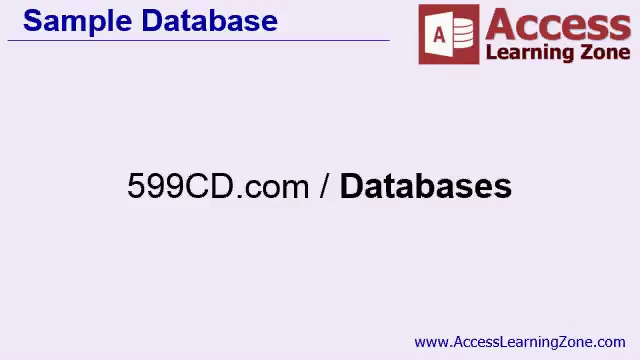 Sample Database
A Access
Learning Zone
599CD.com / Databases
www.AccessLearningZone.com